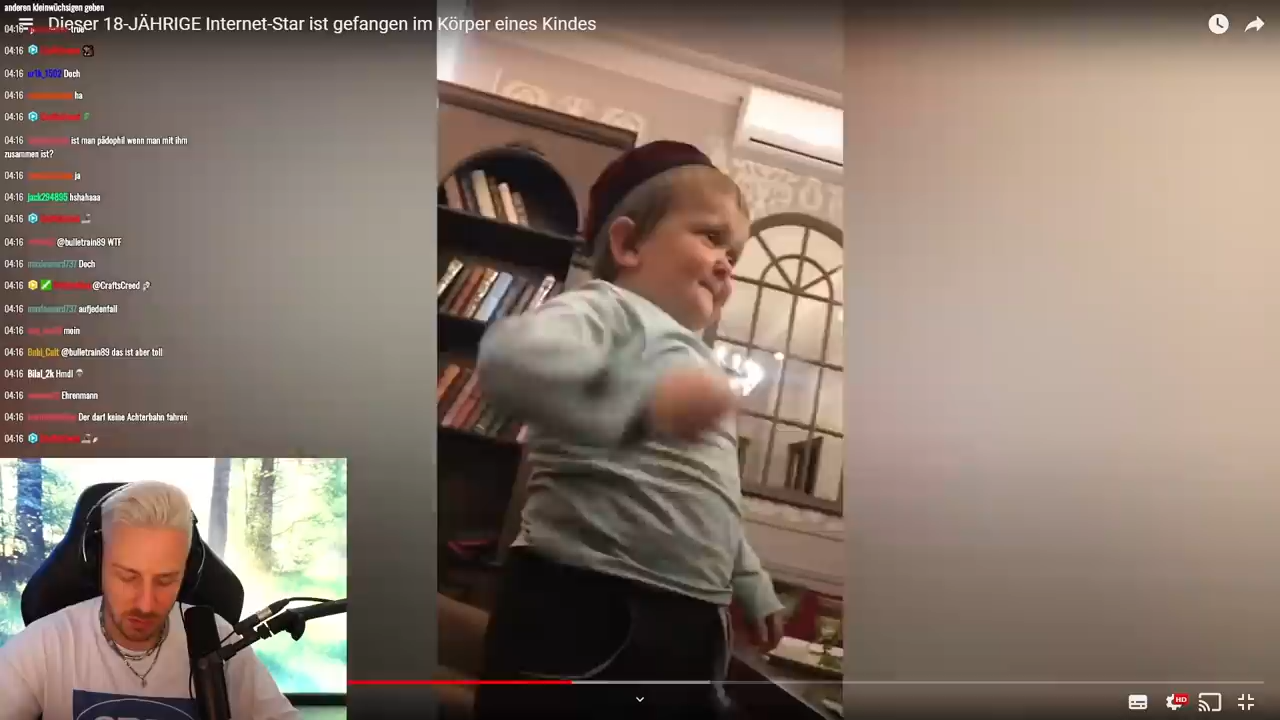 anderen kleinwüchsigen geben
Dieser 18-JÄHRIGE Internet-Star ist gefangen im Körper eines Kindes
04:16 -true
04:16
04:16 ur1k_1502 Doch
04:16 ha
04:16
04:16 ist man pädophil wenn man mit ihm
zusammen ist?
04:16 ja
04:16 jack294895 hshahaaa
04:16
04:16 @bulletrain89 WTF
04:16 Doch
04:16 @CraftsCreed
04:16 aufjedenfall
04:16 moin
04:16 Bubi_Cult @bulletrain89 das ist aber toll
04:16 Bilal_2k Hmdl
04:16 Ehrenmann
04:16 Der darf keine Achterbahn fahren
04:16
HD